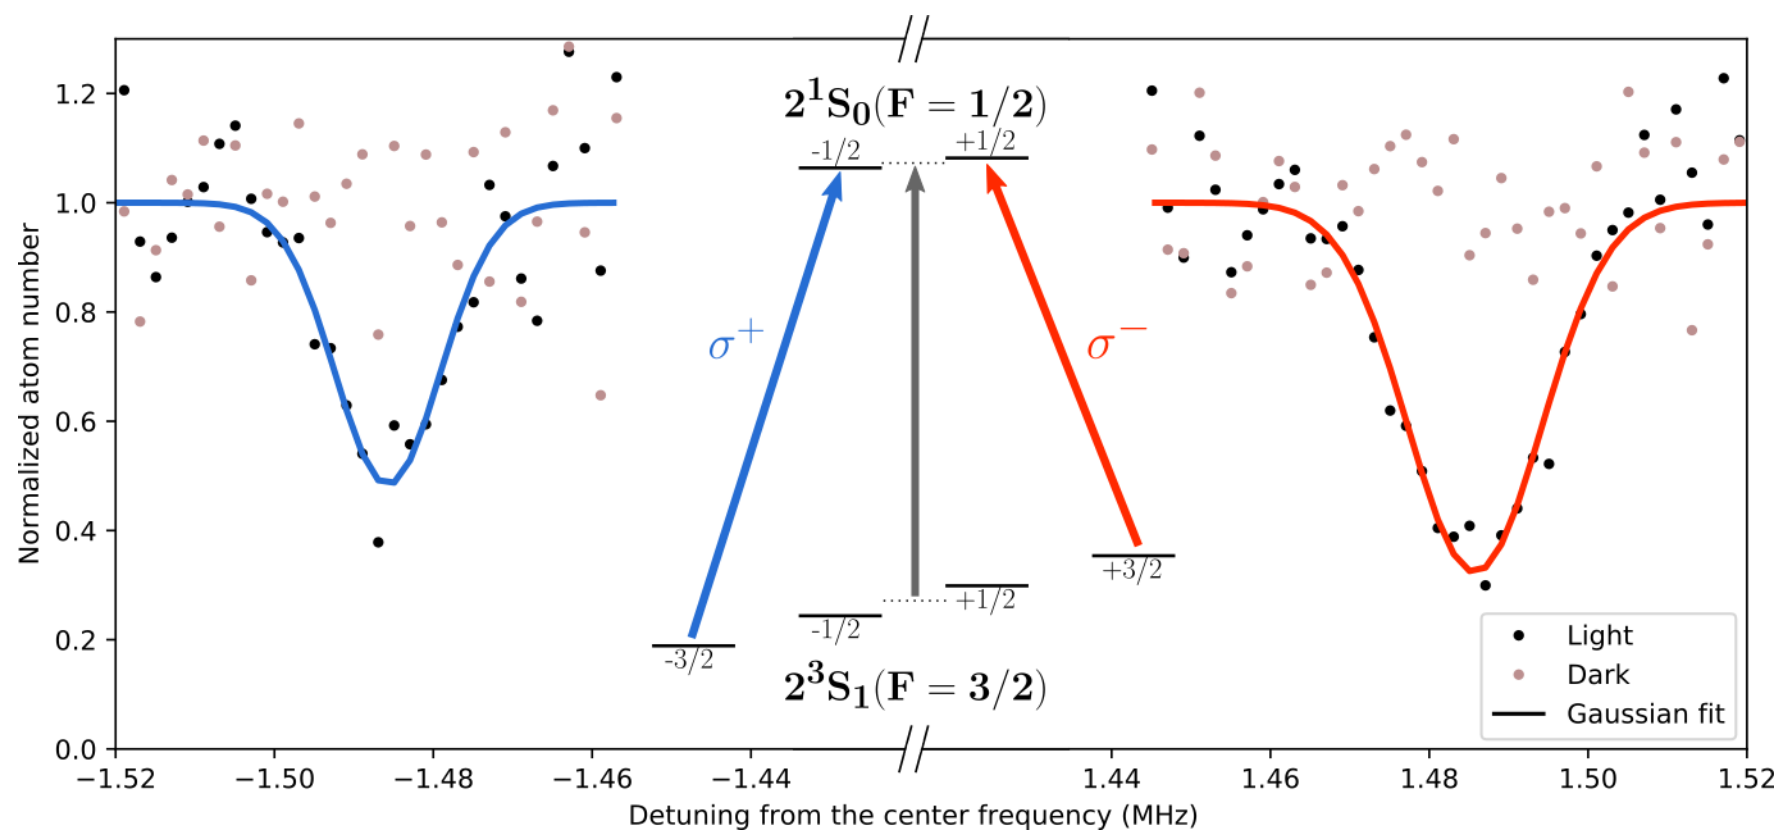 Normalized atom number
1.2
1.0
0.8
0.6
0.4
0.2
0.0
2¹S₀(F = 1/2)
-1/2
+1/2
σ⁺
σ⁻
+3/2
+1/2
-1/2
-3/2
2³S₁(F = 3/2)
Light
Dark
Gaussian fit
−1.52 −1.50 −1.48 −1.46 −1.44 1.44 1.46 1.48 1.50 1.52
Detuning from the center frequency (MHz)